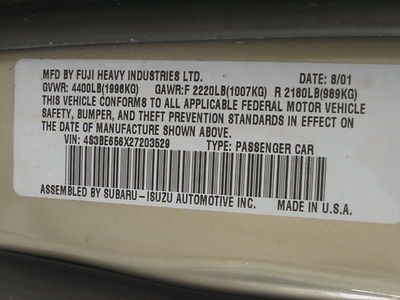 MFD BY FUJI HEAVY INDUSTRIES LTD. DATE: 8/01
GVWR: 4400LB(1996KG) GAWR:F 2220LB(1007KG) R 2180LB(989KG)
THIS VEHICLE CONFORMS TO ALL APPLICABLE FEDERAL MOTOR VEHICLE
SAFETY, BUMPER, AND THEFT PREVENTION STANDARDS IN EFFECT ON
THE DATE OF MANUFACTURE SHOWN ABOVE.
VIN: 4S3BE656X27203529 TYPE: PASSENGER CAR
ASSEMBLED BY SUBARU-ISUZU AUTOMOTIVE INC. MADE IN U.S.A.